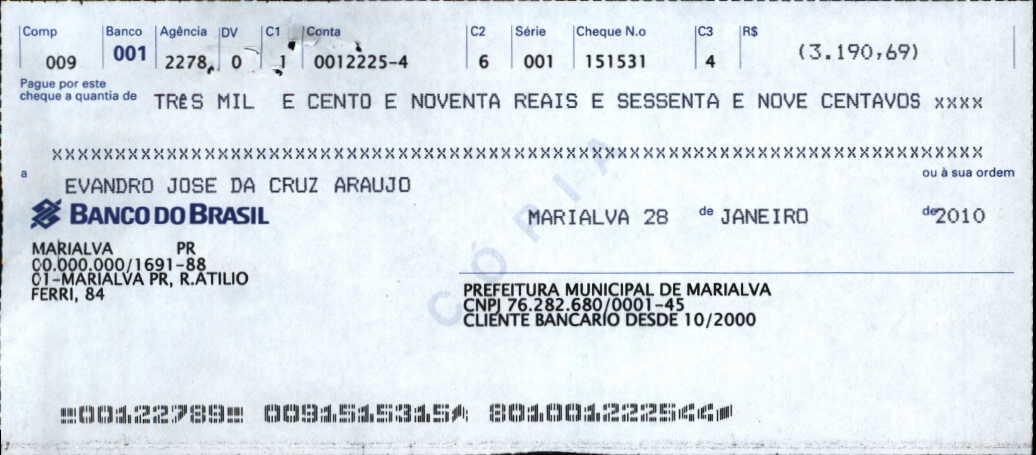 Comp Banco Agência DV C1 Conta C2 Série Cheque N.o C3 R$
009 001 2278 0 1 0012225-4 6 001 151531 4 (3.190,69)
Pague por este
cheque a quantia de TRÊS MIL E CENTO E NOVENTA REAIS E SESSENTA E NOVE CENTAVOS xxxx
xxxxxxxxxxxxxxxxxxxxxxxxxxxxxxxxxxxxxxxxxxxxxxxxxxxxxxxxxxxxxxxxxxxxxxxxxxxxxx
a EVANDRO JOSE DA CRUZ ARAUJO ou à sua ordem
BANCO DO BRASIL MARIALVA 28 de JANEIRO de 2010
CÓPIA
MARIALVA PR
00.000.000/1691-88
01-MARIALVA PR, R.ATILIO
FERRI, 84
PREFEITURA MUNICIPAL DE MARIALVA
CNPJ 76.282.680/0001-45
CLIENTE BANCARIO DESDE 10/2000
00122789 0091515315 8010012225